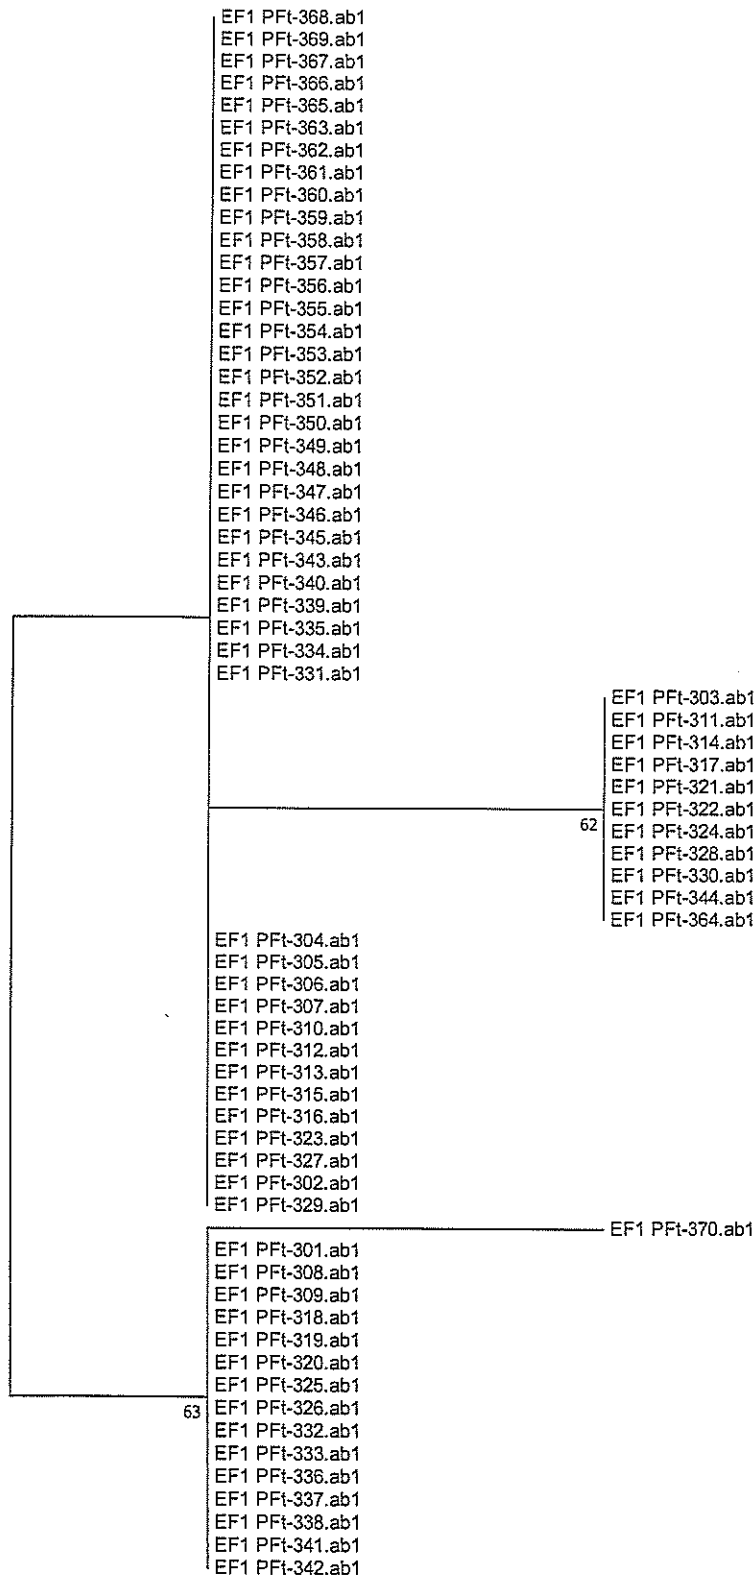 EF1 PFt-368.ab1
EF1 PFt-369.ab1
EF1 PFt-367.ab1
EF1 PFt-366.ab1
EF1 PFt-365.ab1
EF1 PFt-363.ab1
EF1 PFt-362.ab1
EF1 PFt-361.ab1
EF1 PFt-360.ab1
EF1 PFt-359.ab1
EF1 PFt-358.ab1
EF1 PFt-357.ab1
EF1 PFt-356.ab1
EF1 PFt-355.ab1
EF1 PFt-354.ab1
EF1 PFt-353.ab1
EF1 PFt-352.ab1
EF1 PFt-351.ab1
EF1 PFt-350.ab1
EF1 PFt-349.ab1
EF1 PFt-348.ab1
EF1 PFt-347.ab1
EF1 PFt-346.ab1
EF1 PFt-345.ab1
EF1 PFt-343.ab1
EF1 PFt-340.ab1
EF1 PFt-339.ab1
EF1 PFt-335.ab1
EF1 PFt-334.ab1
EF1 PFt-331.ab1
EF1 PFt-303.ab1
EF1 PFt-311.ab1
EF1 PFt-314.ab1
EF1 PFt-317.ab1
EF1 PFt-321.ab1
EF1 PFt-322.ab1
62
EF1 PFt-324.ab1
EF1 PFt-328.ab1
EF1 PFt-330.ab1
EF1 PFt-344.ab1
EF1 PFt-364.ab1
EF1 PFt-304.ab1
EF1 PFt-305.ab1
EF1 PFt-306.ab1
EF1 PFt-307.ab1
EF1 PFt-310.ab1
EF1 PFt-312.ab1
EF1 PFt-313.ab1
EF1 PFt-315.ab1
EF1 PFt-316.ab1
EF1 PFt-323.ab1
EF1 PFt-327.ab1
EF1 PFt-302.ab1
EF1 PFt-329.ab1
EF1 PFt-370.ab1
EF1 PFt-301.ab1
EF1 PFt-308.ab1
EF1 PFt-309.ab1
EF1 PFt-318.ab1
EF1 PFt-319.ab1
EF1 PFt-320.ab1
EF1 PFt-325.ab1
EF1 PFt-326.ab1
63
EF1 PFt-332.ab1
EF1 PFt-333.ab1
EF1 PFt-336.ab1
EF1 PFt-337.ab1
EF1 PFt-338.ab1
EF1 PFt-341.ab1
EF1 PFt-342.ab1